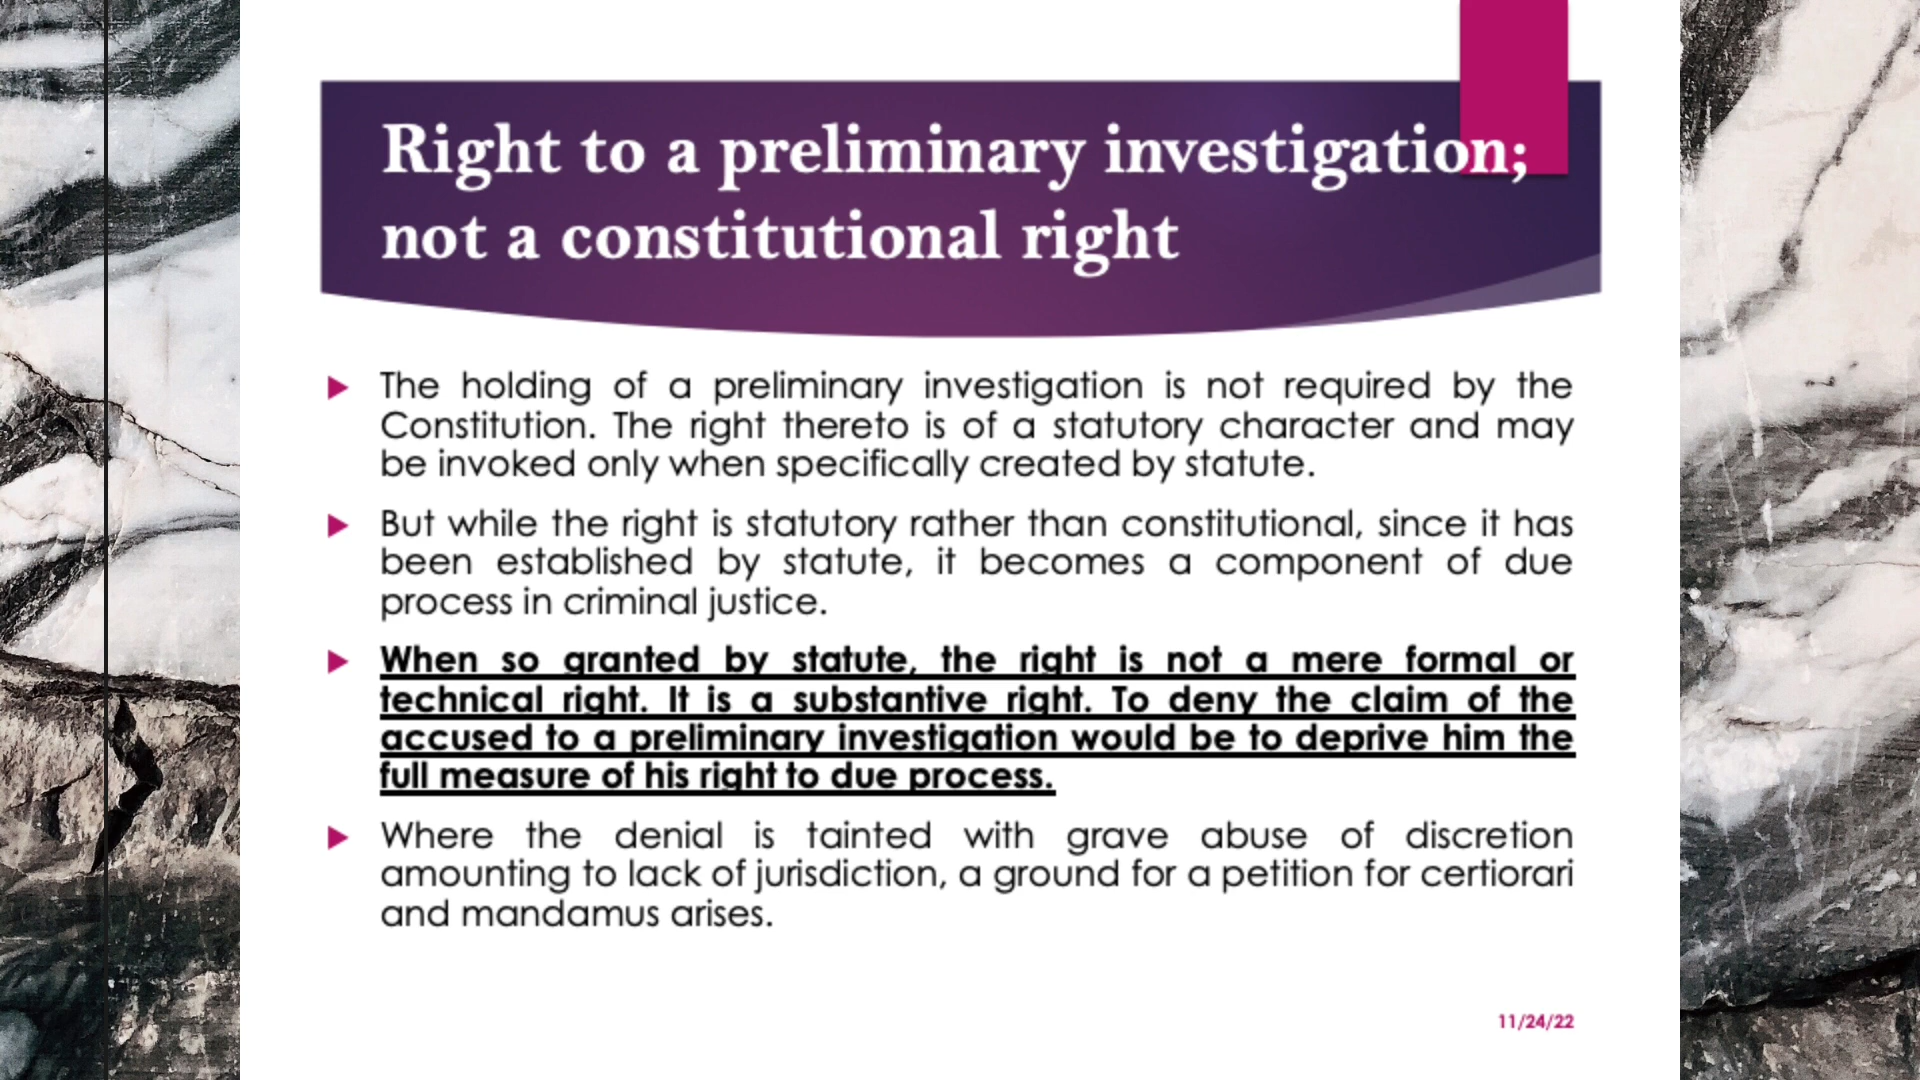 Right to a preliminary investigation;
not a constitutional right
The holding of a preliminary investigation is not required by the
Constitution. The right thereto is of a statutory character and may
be invoked only when specifically created by statute.
But while the right is statutory rather than constitutional, since it has
been established by statute, it becomes a component of due
process in criminal justice.
When so granted by statute, the right is not a mere formal or
technical right. It is a substantive right. To deny the claim of the
accused to a preliminary investigation would be to deprive him the
full measure of his right to due process.
Where the denial is tainted with grave abuse of discretion
amounting to lack of jurisdiction, a ground for a petition for certiorari
and mandamus arises.
11/24/22